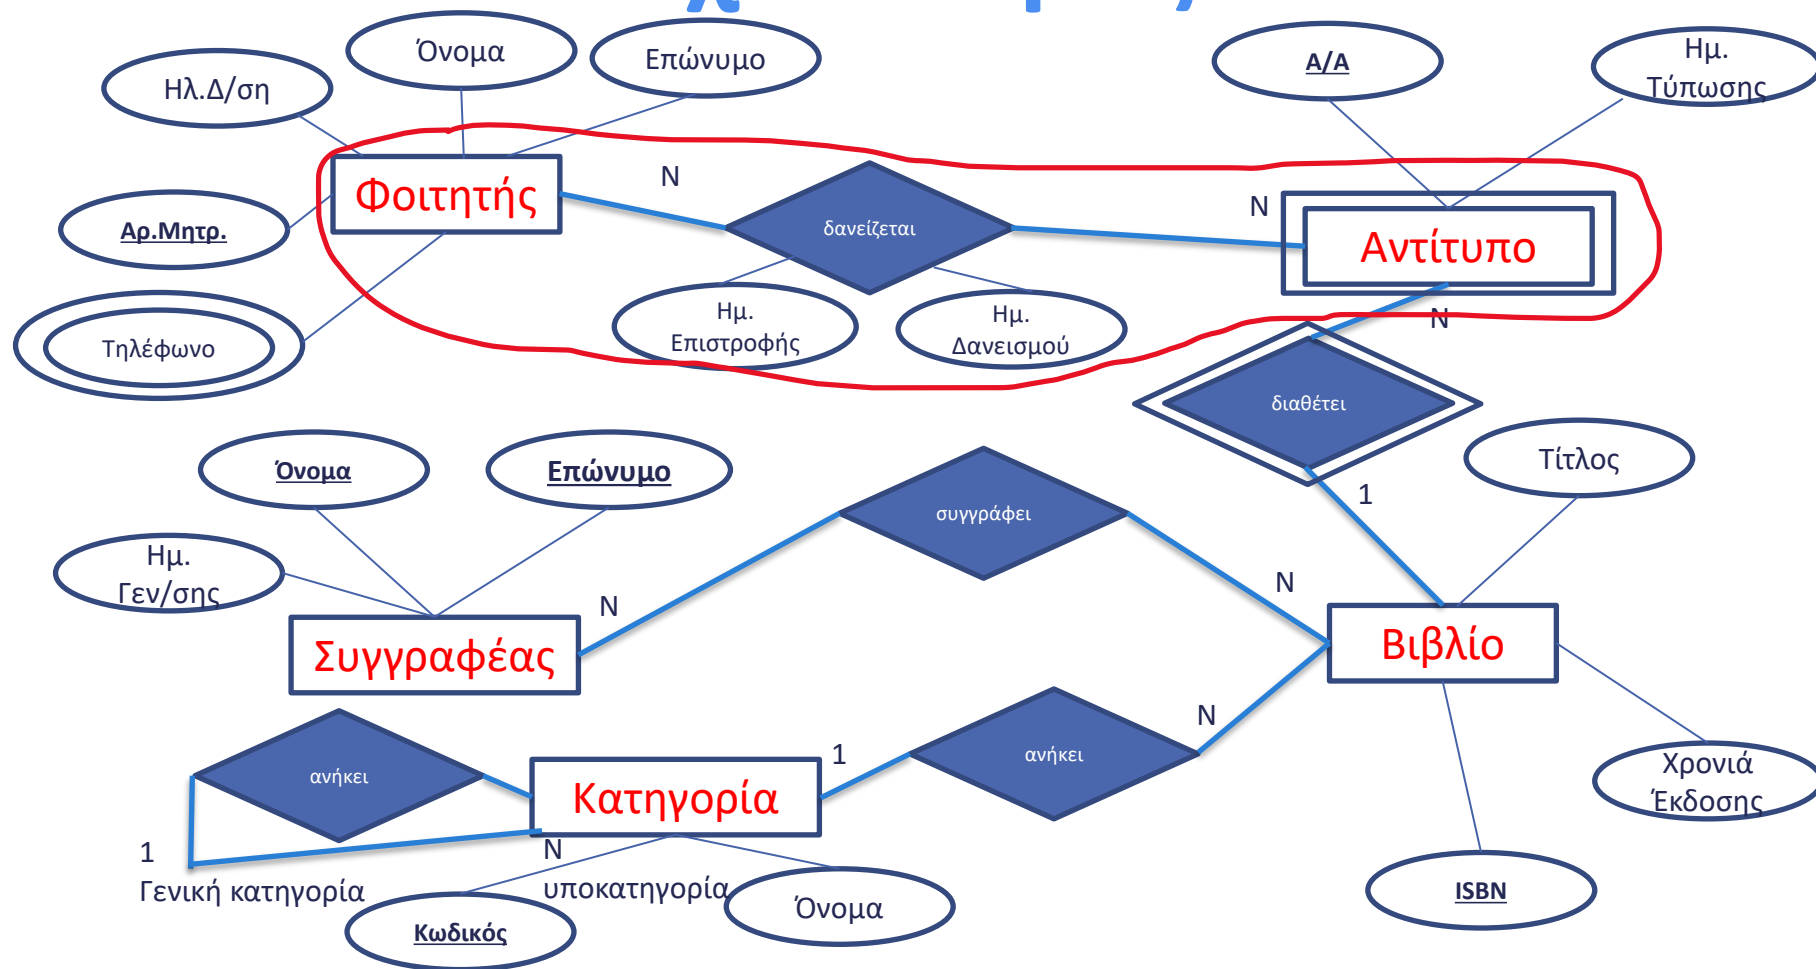 Όνομα
Επώνυμο
Α/Α
Ημ.
Τύπωσης
Ηλ.Δ/ση
Φοιτητής
Ν
δανείζεται
Ν
Αντίτυπο
Αρ.Μητρ.
Ημ.
Επιστροφής
Ημ.
Δανεισμού
Ν
Τηλέφωνο
διαθέτει
Όνομα
Επώνυμο
συγγράφει
1
Τίτλος
Ημ.
Γεν/σης
Ν
Ν
Συγγραφέας
Βιβλίο
ανήκει
Κατηγορία
1
ανήκει
Ν
Χρονιά
Έκδοσης
1
Γενική κατηγορία
Ν
υποκατηγορία
Κωδικός
Όνομα
ISBN